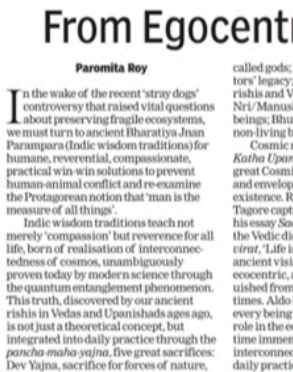 From Egocentr
Paromita Roy
In the wake of the recent 'stray dogs'
controversy that raised vital questions
about preserving fragile ecosystems,
we must turn to ancient Bharatiya Jnan
Parampara (Indic wisdom traditions) for
humane, reverential, compassionate,
practical win-win solutions to prevent
human-animal conflict and re-examine
the Protagorean notion that 'man is the
measure of all things'.
Indic wisdom traditions teach not
merely 'compassion' but reverence for all
life, born of realisation of interconnec-
tedness of cosmos, unambiguously
proven today by modern science through
the quantum entanglement phenomenon.
This truth, discovered by our ancient
rishis in Vedas and Upanishads ages ago,
is not just a theoretical concept, but
integrated into daily practice through the
pancha-maha-yajna, five great sacrifices:
Dev Yajna, sacrifice for forces of nature,
called gods;
tors' legacy;
rishis and V
Nri/Manus
beings; Bhu
non-living b
Cosmic r
Katha Upan
great Cosmi
and envelop
existence. R
Tagore capt
his essay Sad
the Vedic di
virat, 'Life i
ancient visi
ecocentric, a
uished from
times. Aldo
every being
role in the ec
time immen
interconnec
daily practic